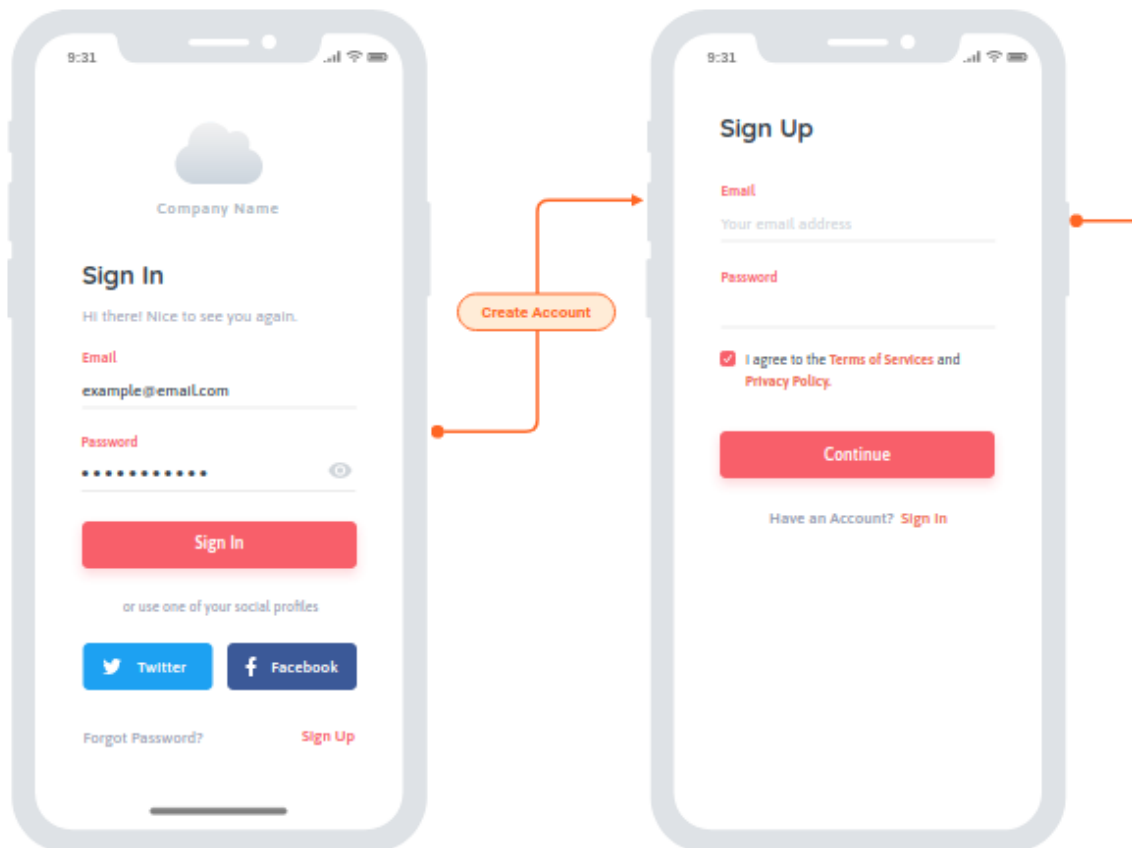 9:31
Company Name
Sign In
Hi there! Nice to see you again.
Email
example@email.com
Password
Sign In
or use one of your social profiles
Twitter
Facebook
Forgot Password?
Sign Up
Create Account
9:31
Sign Up
Email
Your email address
Password
I agree to the Terms of Services and
Privacy Policy.
Continue
Have an Account? Sign In